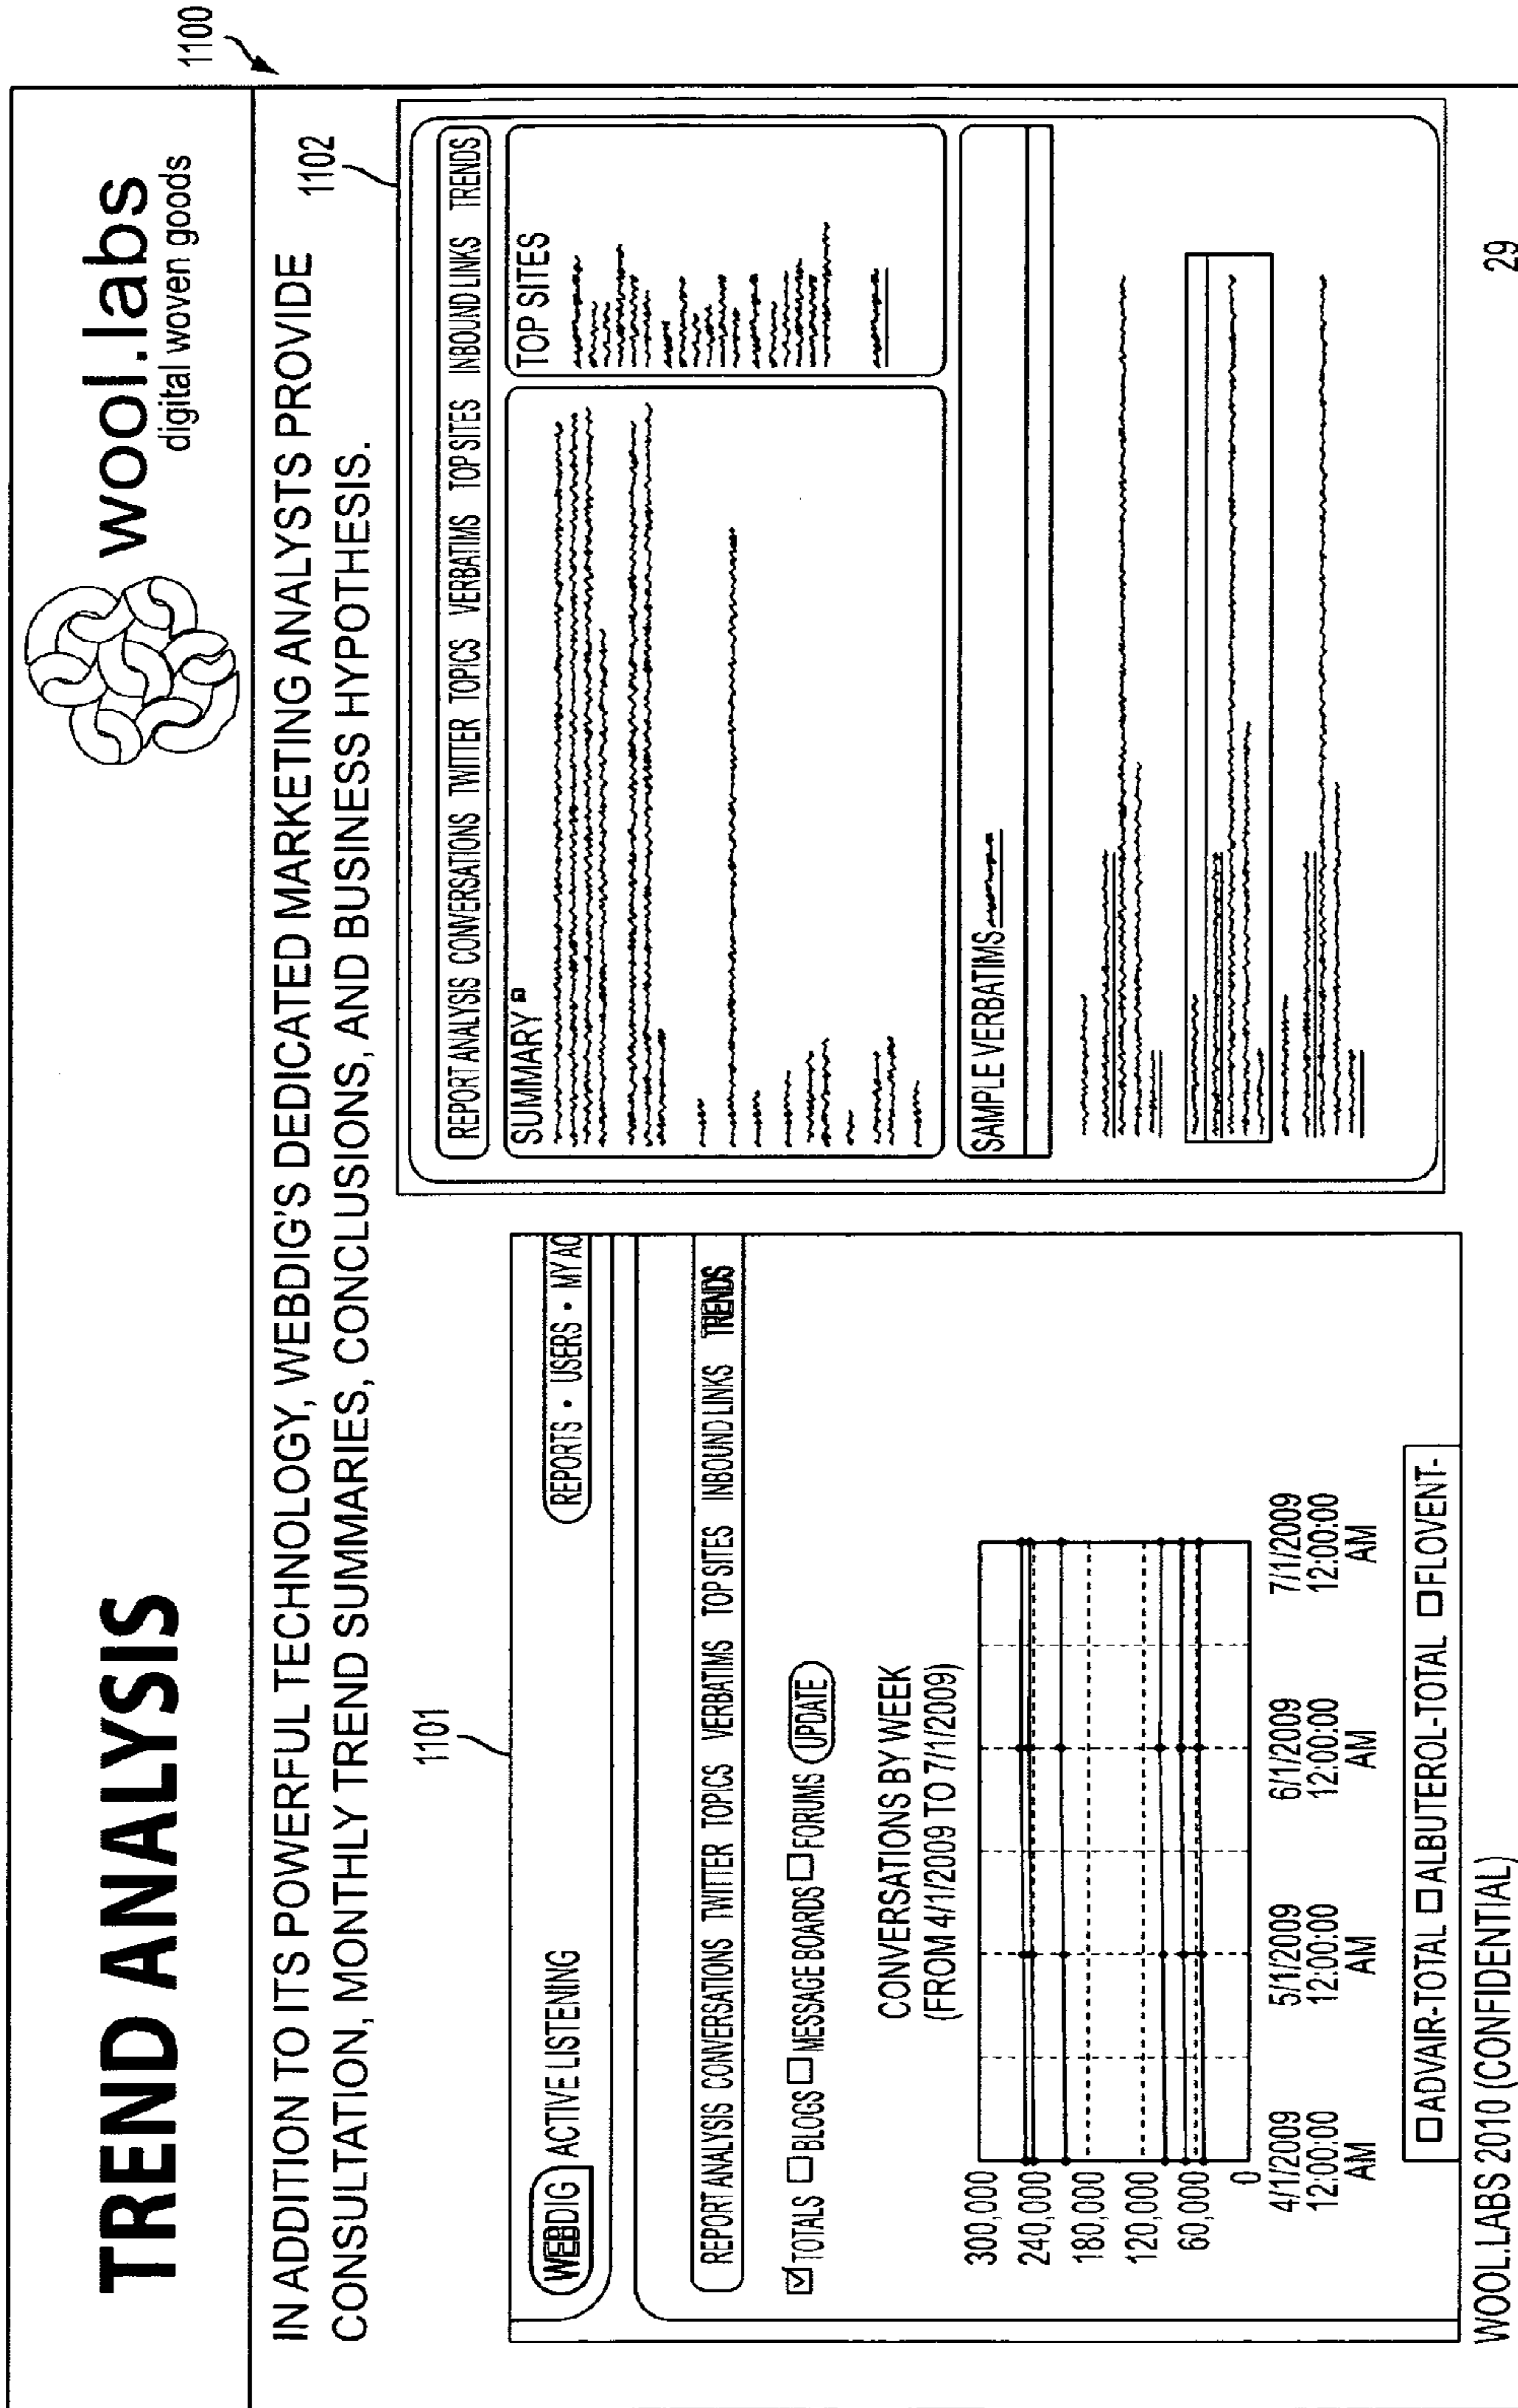 1100
TREND ANALYSIS
wool.labs
digital woven goods
IN ADDITION TO ITS POWERFUL TECHNOLOGY, WEBDIG'S DEDICATED MARKETING ANALYSTS PROVIDE
CONSULTATION, MONTHLY TREND SUMMARIES, CONCLUSIONS, AND BUSINESS HYPOTHESIS.
1101
WEBDIG ACTIVE LISTENING
REPORTS • USERS • MY AC
REPORT ANALYSIS CONVERSATIONS TWITTER TOPICS VERBATIMS TOP SITES INBOUND LINKS TRENDS
TOTALS BLOGS MESSAGE BOARDS FORUMS UPDATE
CONVERSATIONS BY WEEK
(FROM 4/1/2009 TO 7/1/2009)
300,000
240,000
180,000
120,000
60,000
0
4/1/2009 5/1/2009 6/1/2009 7/1/2009
12:00:00 12:00:00 12:00:00 12:00:00
AM AM AM AM
ADVAIR-TOTAL ALBUTEROL-TOTAL FLOVENT-
1102
REPORT ANALYSIS CONVERSATIONS TWITTER TOPICS VERBATIMS TOP SITES INBOUND LINKS TRENDS
SUMMARY
TOP SITES
SAMPLE VERBATIMS
WOOL.LABS 2010 (CONFIDENTIAL)
29